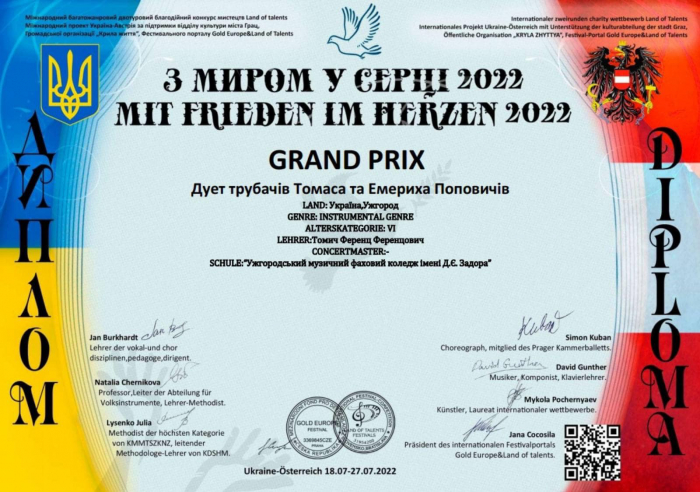 Міжнародний багатожанровий двотуровий благодійний конкурс мистецтв Land of talents
Міжнародний проект Україна-Австрія за підтримки відділу культури міста Грац,
Громадської організації „Крила життя”, Фестивального порталу Gold Europe&Land of Talents
Internationaler zweirunden charity wettbewerb Land of Talents
Internationales Projekt Ukraine-Österreich mit Unterstützung der kulturabteilung der stadt Graz,
Öffentliche Organisation „KRYLA ZHYTTYA”, Festival-Portal Gold Europe&Land of Talents
З МИРОМ У СЕРЦІ 2022
MIT FRIEDEN IM HERZEN 2022
ДИПЛОМ
DIPLOMA
GRAND PRIX
Дует трубачів Томаса та Емериха Поповичів
LAND: Україна,Ужгород
GENRE: INSTRUMENTAL GENRE
ALTERSKATEGORIE: VI
LEHRER:Томич Ференц Ференцович
CONCERTMASTER:-
SCHULE:“Ужгородський музичний фаховий коледж імені Д.Є. Задора”
Jan Burkhardt
Lehrer der vokal-und chor
disziplinen,pedagoge,dirigent.
Natalia Chernikova
Professor,Leiter der Abteilung für
Volksinstrumente, Lehrer-Methodist.
Lysenko Julia
Methodist der höchsten Kategorie
von KMMTSZKNZ, leitender
Methodologe-Lehrer von KDSHM.
Simon Kuban
Choreograph, mitglied des Prager Kammerballetts.
David Gunther
Musiker, Komponist, Klavierlehrer.
Mykola Pochernyaev
Künstler, Laureat internationaler wettbewerbe.
Jana Cocosila
Präsident des internationalen Festivalportals
Gold Europe&Land of talents.
GOLD EUROPE
LAND OF TALENTS
FESTIVALS
Ukraine-Österreich 18.07-27.07.2022